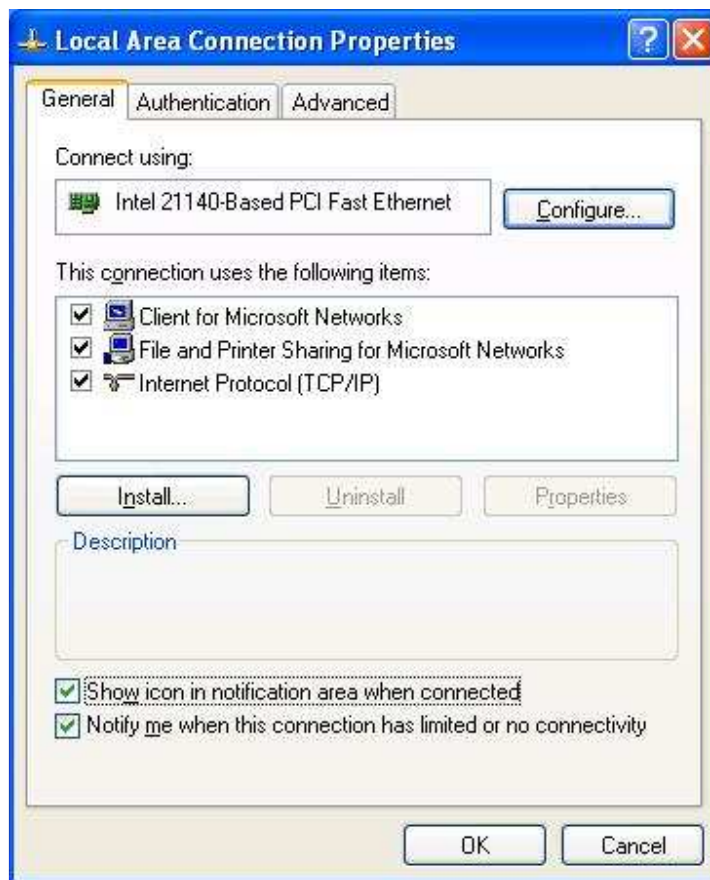 Local Area Connection Properties
General Authentication Advanced
Connect using:
Intel 21140-Based PCI Fast Ethernet Configure...
This connection uses the following items:
Client for Microsoft Networks
File and Printer Sharing for Microsoft Networks
Internet Protocol (TCP/IP)
Install... Uninstall Properties
Description
Show icon in notification area when connected
Notify me when this connection has limited or no connectivity
OK Cancel